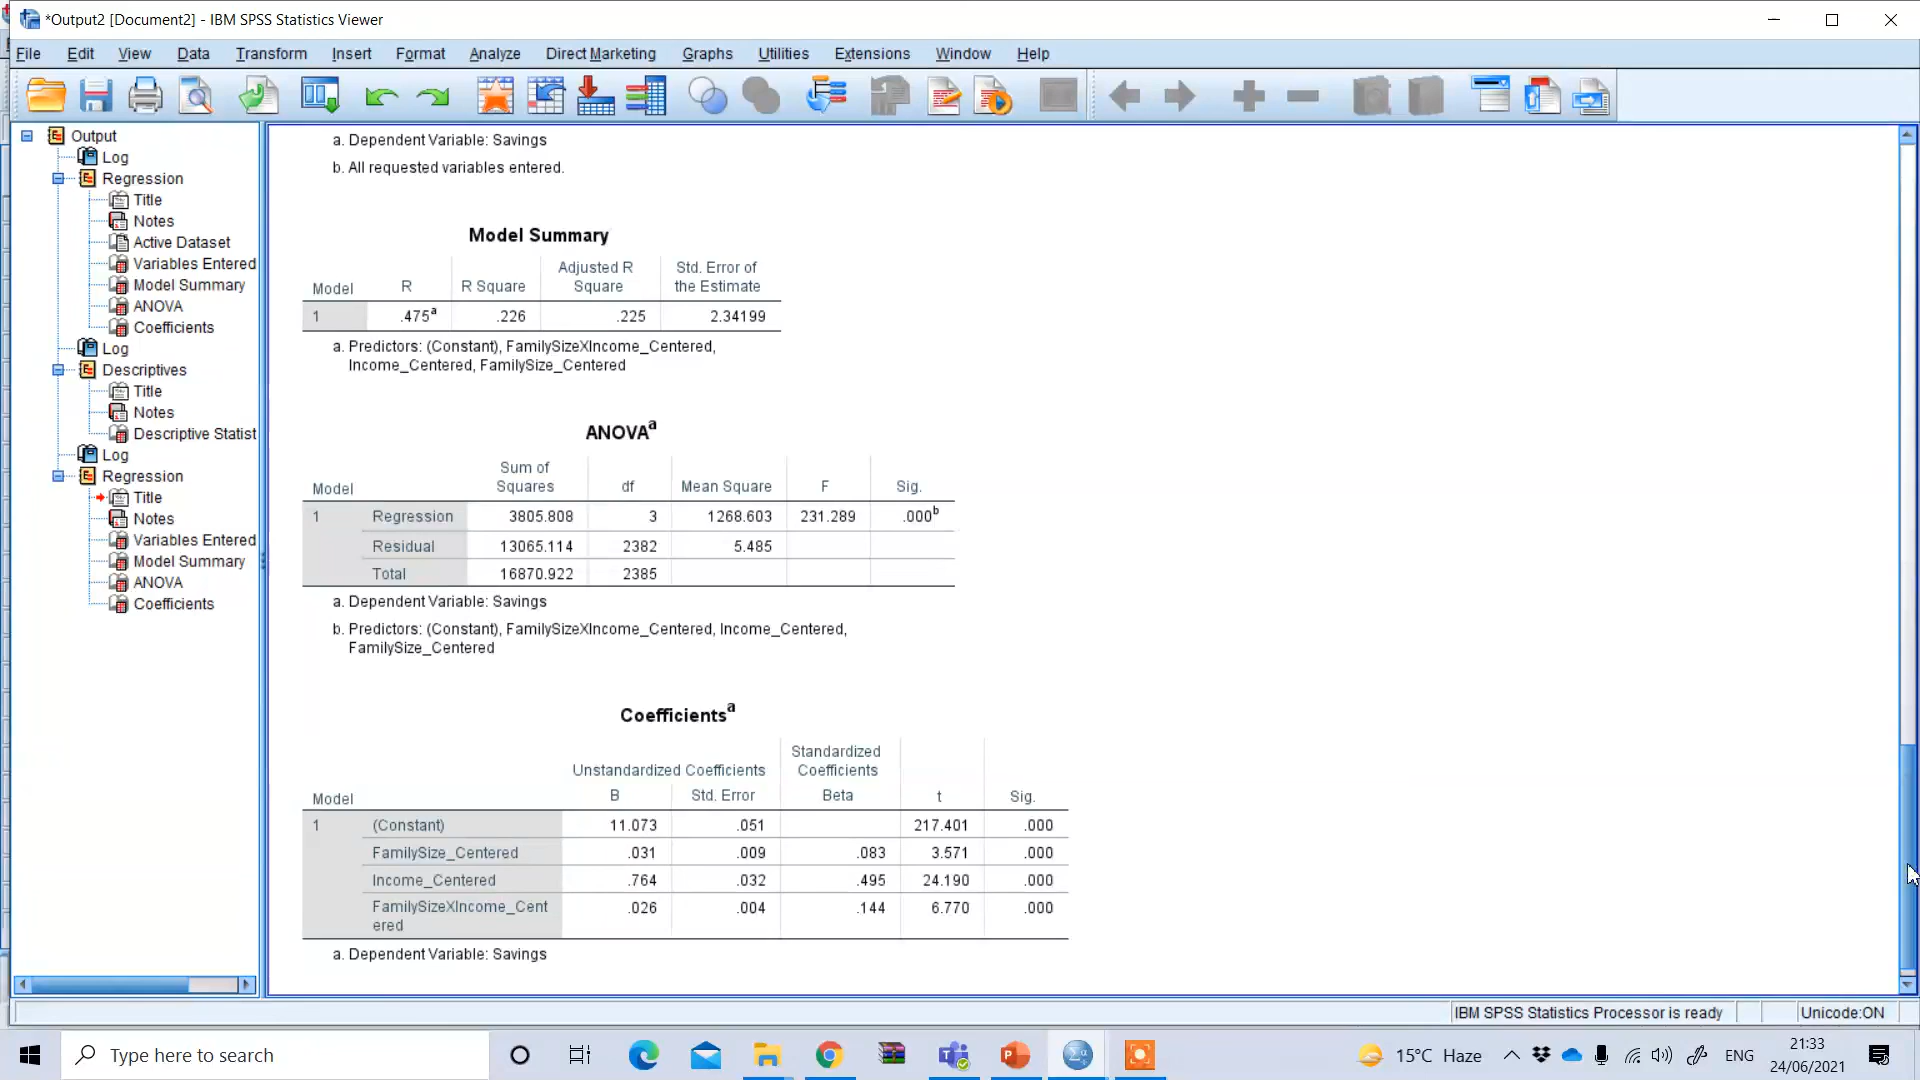 *Output2 [Document2] - IBM SPSS Statistics Viewer
File Edit View Data Transform Insert Format Analyze Direct Marketing Graphs Utilities Extensions Window Help
Output
Log
Regression
Title
Notes
Active Dataset
Variables Entered
Model Summary
ANOVA
Coefficients
Log
Descriptives
Title
Notes
Descriptive Statist
Log
Regression
Title
Notes
Variables Entered
Model Summary
ANOVA
Coefficients
a. Dependent Variable: Savings
b. All requested variables entered.
Model Summary
Model R R Square Adjusted R Square Std. Error of the Estimate
1 .475a .226 .225 2.34199
a. Predictors: (Constant), FamilySizeXIncome_Centered,
Income_Centered, FamilySize_Centered
ANOVAa
Model Sum of Squares df Mean Square F Sig.
1 Regression 3805.808 3 1268.603 231.289 .000b
Residual 13065.114 2382 5.485
Total 16870.922 2385
a. Dependent Variable: Savings
b. Predictors: (Constant), FamilySizeXIncome_Centered, Income_Centered,
FamilySize_Centered
Coefficientsa
Unstandardized Coefficients Standardized Coefficients
Model B Std. Error Beta t Sig.
1 (Constant) 11.073 .051 217.401 .000
FamilySize_Centered .031 .009 .083 3.571 .000
Income_Centered .764 .032 .495 24.190 .000
FamilySizeXIncome_Cent
ered .026 .004 .144 6.770 .000
a. Dependent Variable: Savings
IBM SPSS Statistics Processor is ready Unicode:ON
Type here to search
15°C Haze
ENG
21:33
24/06/2021